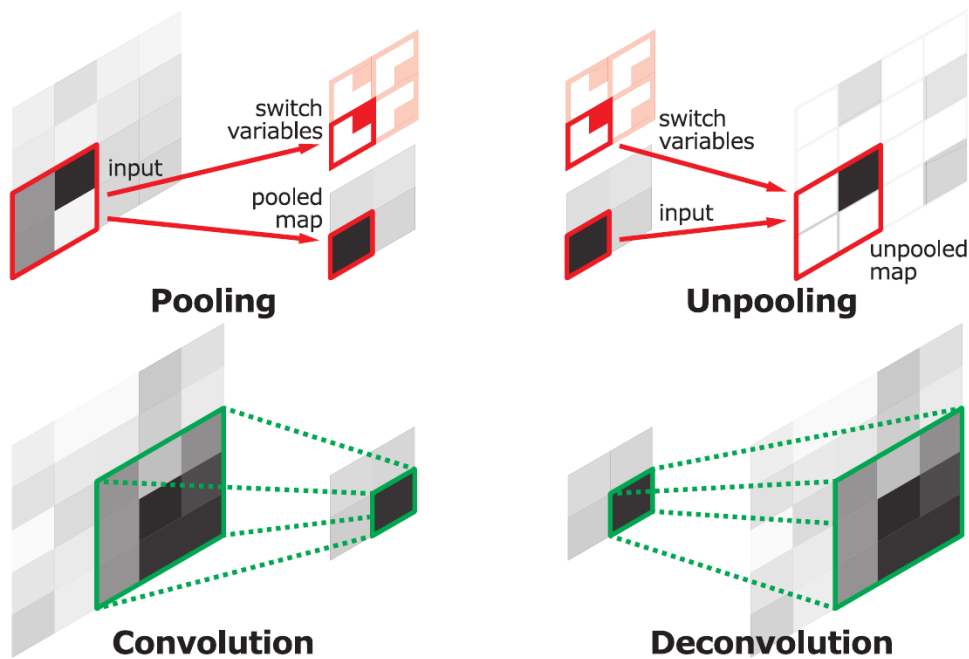 switch
variables
input
pooled
map
Pooling
switch
variables
input
unpooled
map
Unpooling
Convolution
Deconvolution